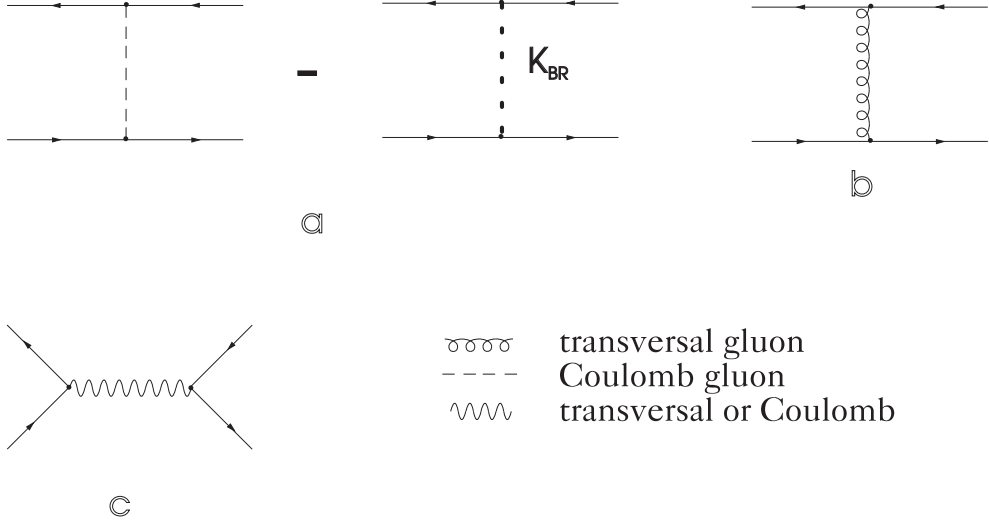 -
K_BR
b
a
transversal gluon
Coulomb gluon
transversal or Coulomb
c